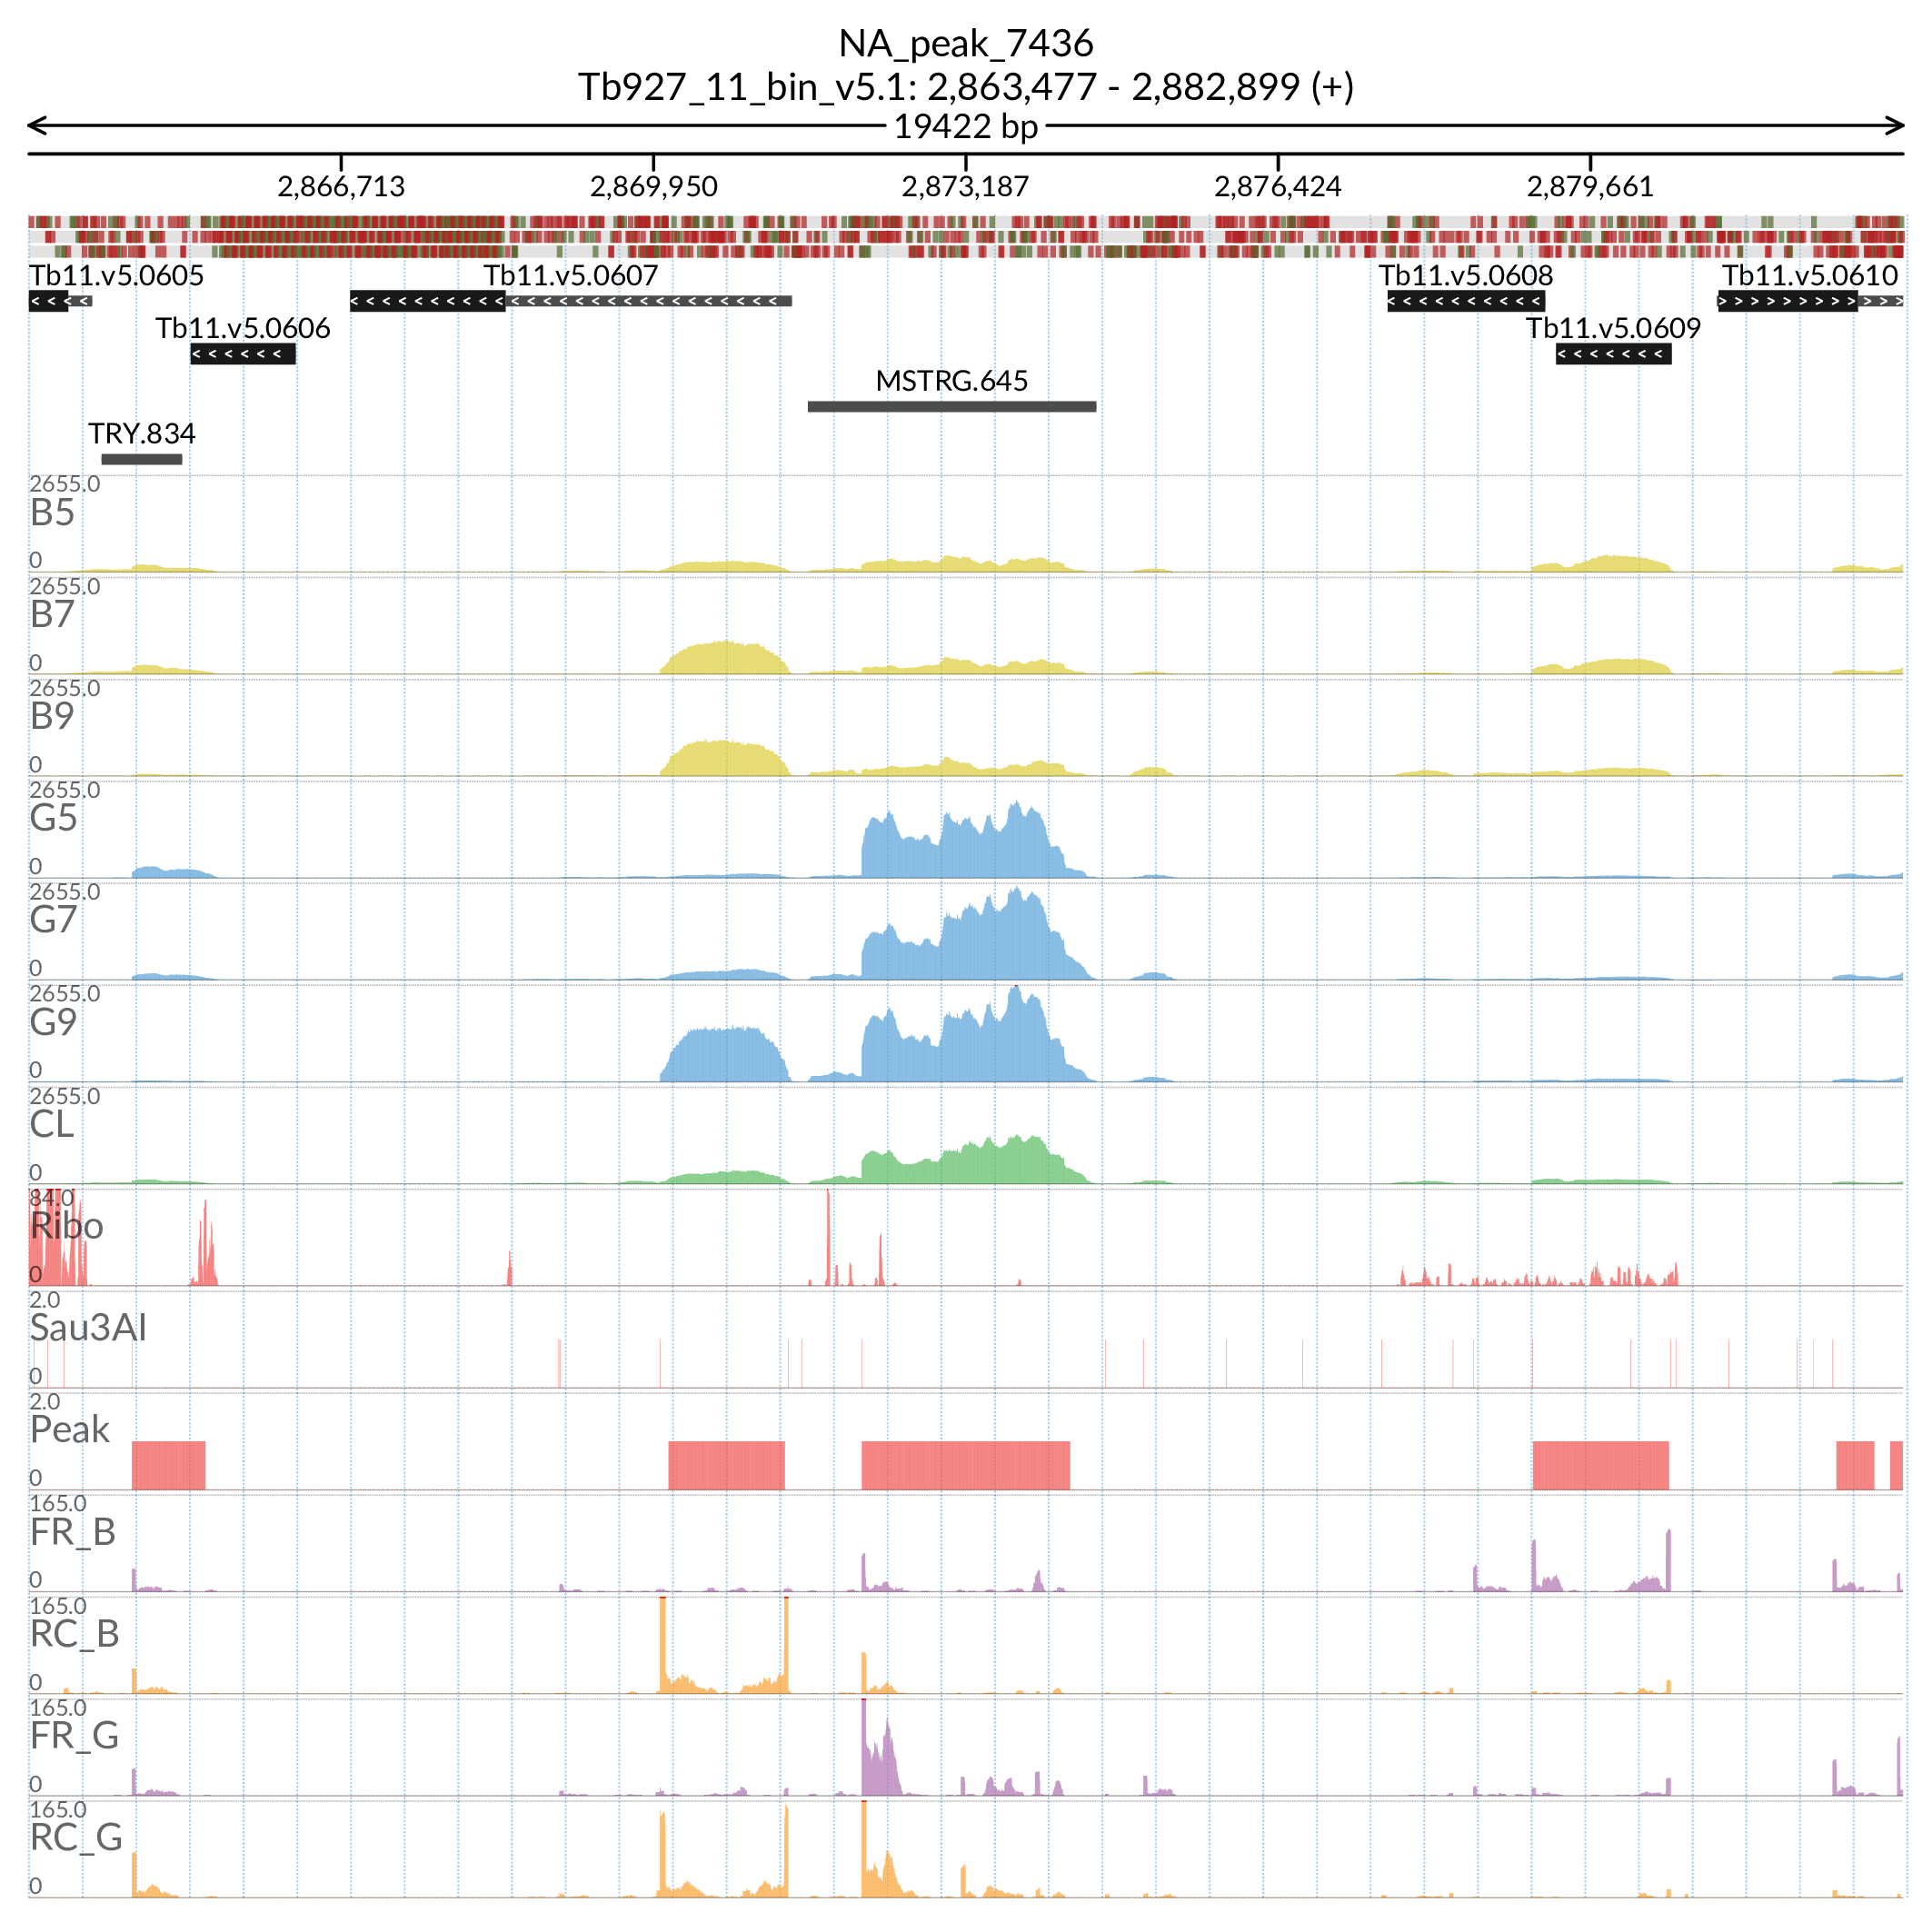 NA_peak_7436
Tb927_11_bin_v5.1: 2,863,477 - 2,882,899 (+)
19422 bp
2,866,713 2,869,950 2,873,187 2,876,424 2,879,661
Tb11.v5.0605 Tb11.v5.0607 Tb11.v5.0608 Tb11.v5.0610
Tb11.v5.0606 Tb11.v5.0609
MSTRG.645
TRY.834
2655.0
B5
0
2655.0
B7
0
2655.0
B9
0
2655.0
G5
0
2655.0
G7
0
2655.0
G9
0
2655.0
CL
0
84.0
Ribo
0
2.0
Sau3AI
0
2.0
Peak
0
165.0
FR_B
0
165.0
RC_B
0
165.0
FR_G
0
165.0
RC_G
0